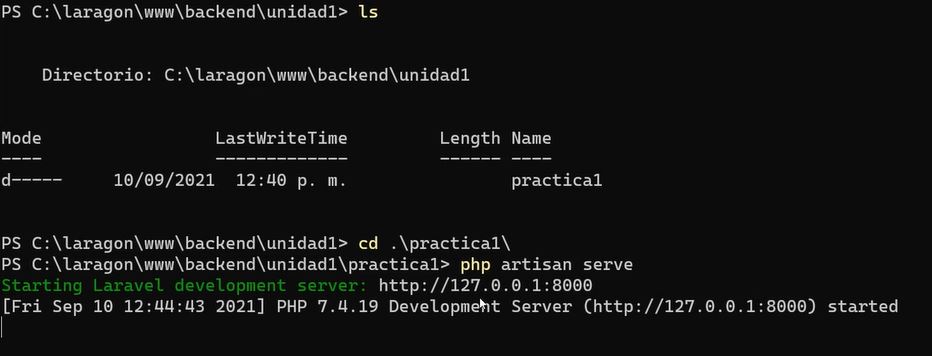 PS C:\laragon\www\backend\unidad1> ls
Directorio: C:\laragon\www\backend\unidad1
Mode LastWriteTime Length Name
---- ------------- ------ ----
d----- 10/09/2021 12:40 p. m. practica1
PS C:\laragon\www\backend\unidad1> cd .\practica1\
PS C:\laragon\www\backend\unidad1\practica1> php artisan serve
Starting Laravel development server: http://127.0.0.1:8000
[Fri Sep 10 12:44:43 2021] PHP 7.4.19 Development Server (http://127.0.0.1:8000) started